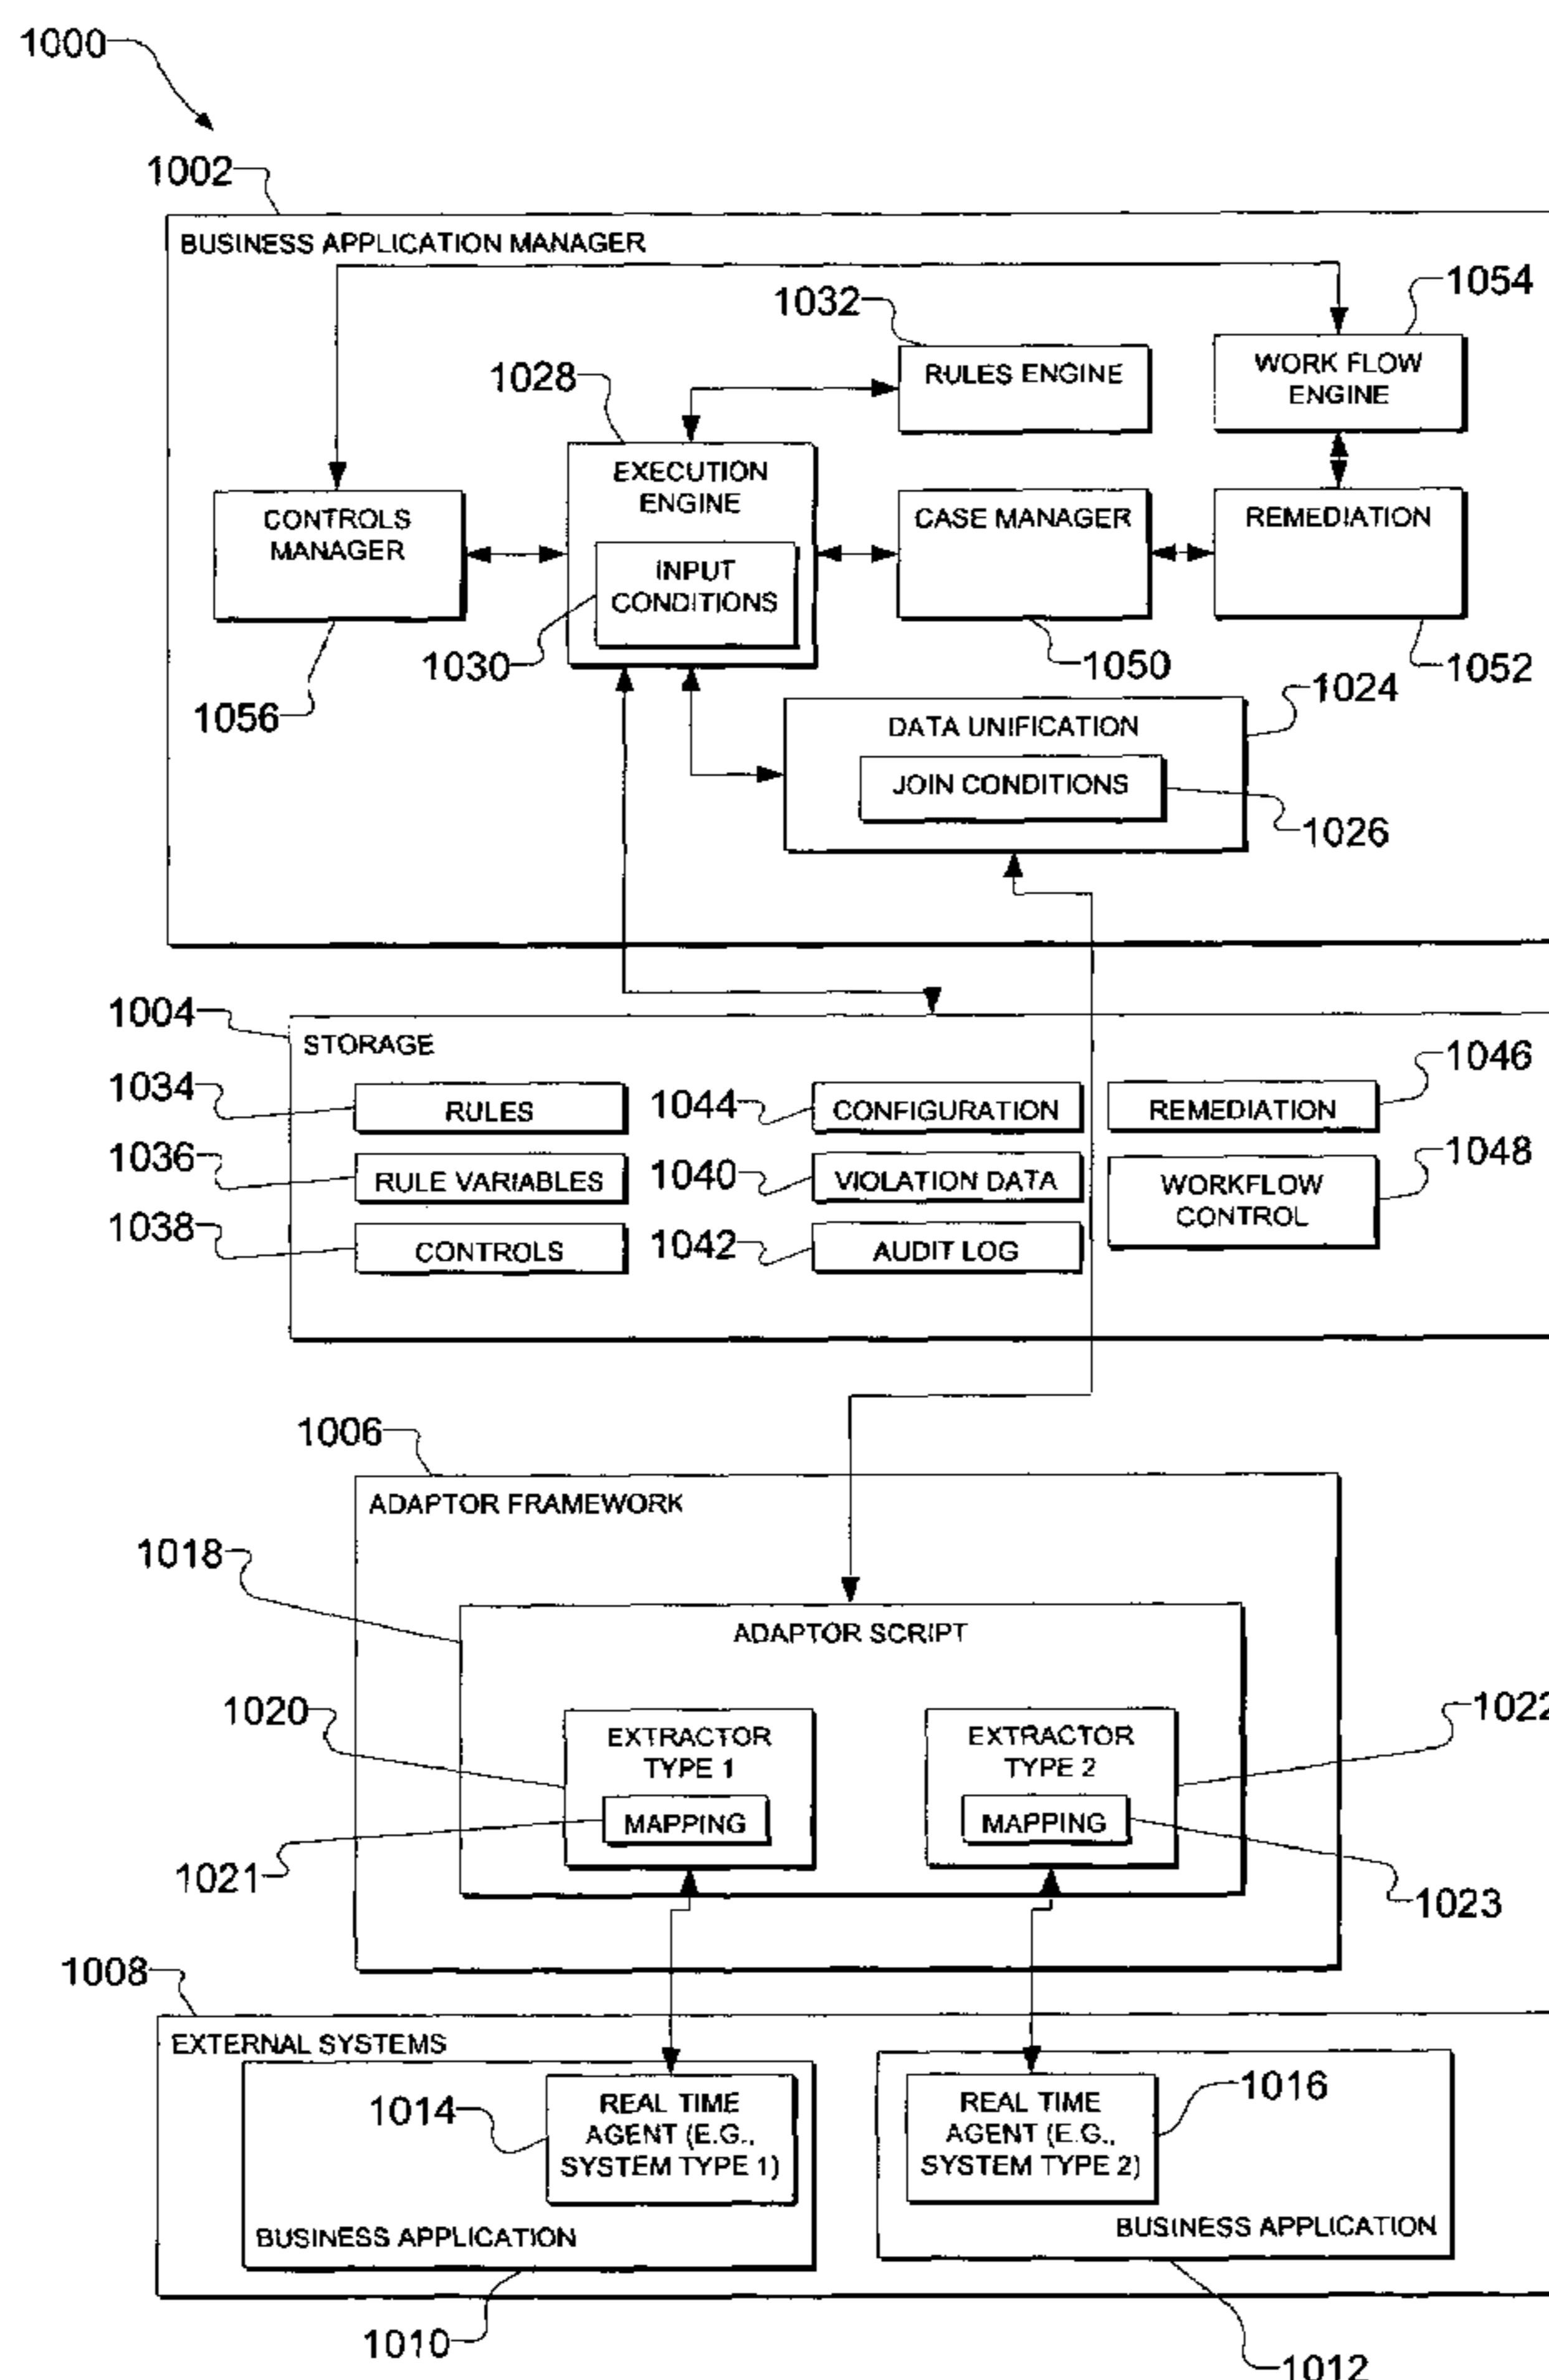 1000
1002
BUSINESS APPLICATION MANAGER
1054
1032
RULES ENGINE
WORK FLOW
ENGINE
1028
EXECUTION
ENGINE
INPUT
CONDITIONS
1030
CONTROLS
MANAGER
1056
CASE MANAGER
1050
REMEDIATION
1052
1024
DATA UNIFICATION
JOIN CONDITIONS
1026
1004
STORAGE
1034
RULES
1044
CONFIGURATION
REMEDIATION
1046
1036
RULE VARIABLES
1040
VIOLATION DATA
WORKFLOW
CONTROL
1048
1038
CONTROLS
1042
AUDIT LOG
1006
ADAPTOR FRAMEWORK
1018
ADAPTOR SCRIPT
1020
EXTRACTOR
TYPE 1
MAPPING
1021
EXTRACTOR
TYPE 2
MAPPING
1022
1023
1008
EXTERNAL SYSTEMS
1014
REAL TIME
AGENT (E.G.,
SYSTEM TYPE 1)
BUSINESS APPLICATION
1010
REAL TIME
AGENT (E.G.,
SYSTEM TYPE 2)
1016
BUSINESS APPLICATION
1012